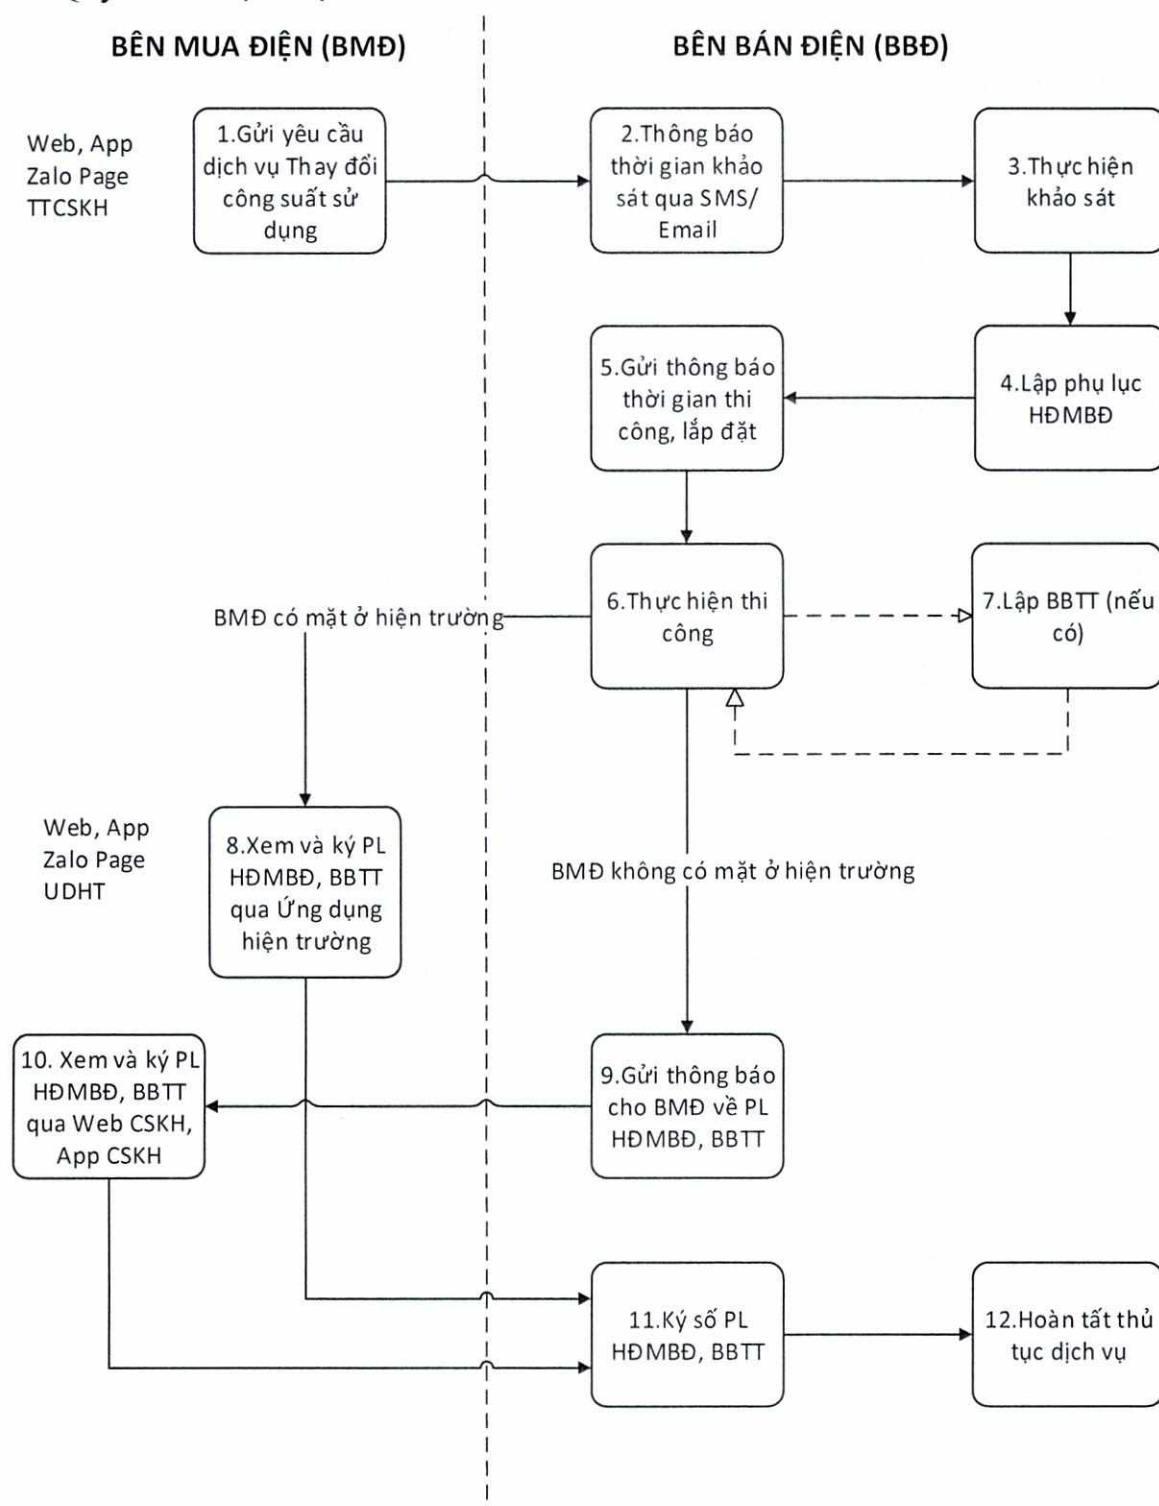 BÊN MUA ĐIỆN (BMĐ)
BÊN BÁN ĐIỆN (BBĐ)
Web, App
Zalo Page
TTCSKH
1.Gửi yêu cầu
dịch vụ Thay đổi
công suất sử
dụng
2.Thông báo
thời gian khảo
sát qua SMS/
Email
3.Thực hiện
khảo sát
5.Gửi thông báo
thời gian thi
công, lắp đặt
4.Lập phụ lục
HĐMBĐ
BMĐ có mặt ở hiện trường
6.Thực hiện thi
công
7.Lập BBTT (nếu
có)
Web, App
Zalo Page
UDHT
8.Xem và ký PL
HĐMBĐ, BBTT
qua Ứng dụng
hiện trường
BMĐ không có mặt ở hiện trường
10. Xem và ký PL
HĐMBĐ, BBTT
qua Web CSKH,
App CSKH
9.Gửi thông báo
cho BMĐ về PL
HĐMBĐ, BBTT
11.Ký số PL
HĐMBĐ, BBTT
12.Hoàn tất thủ
tục dịch vụ